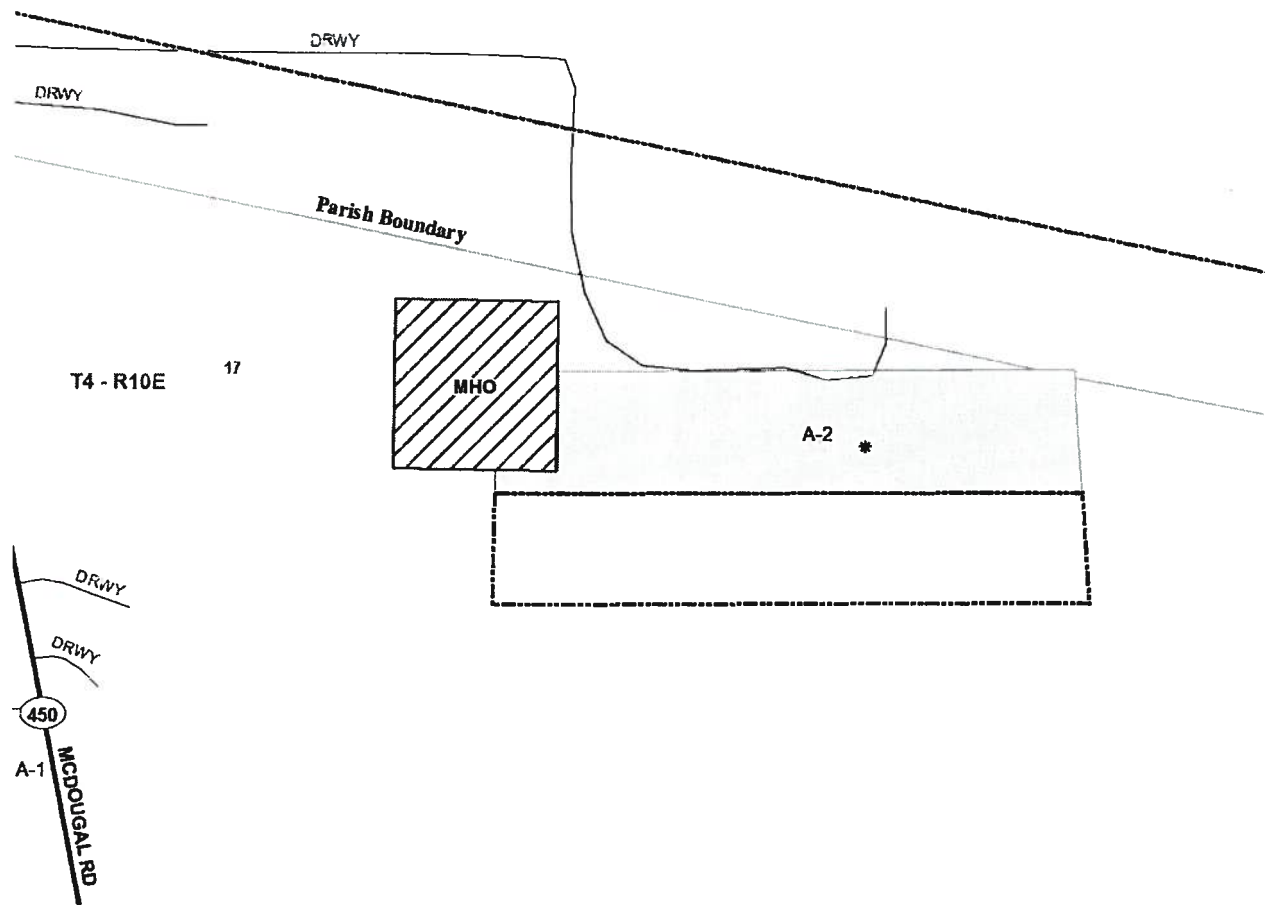 DRWY
DRWY
Parish Boundary
T4 - R10E
17
MHO
A-2
*
DRWY
DRWY
450
A-1
MCDOUGAL RD